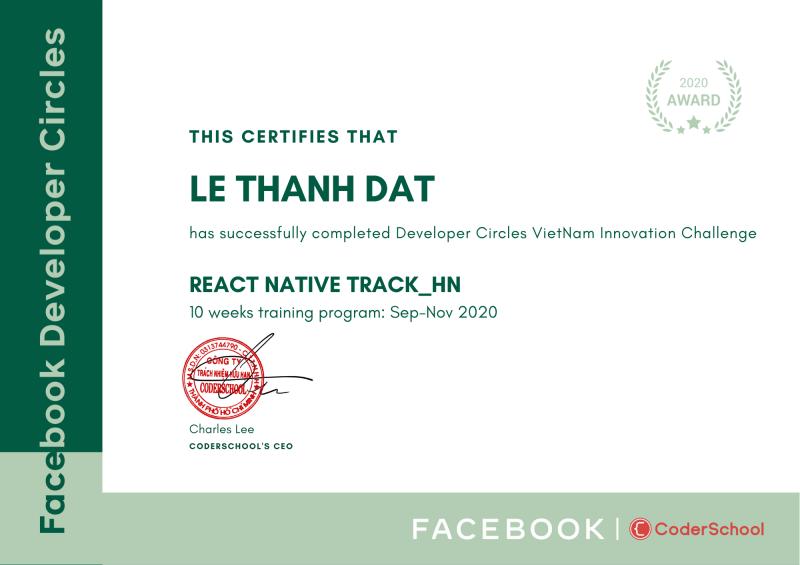 Facebook Developer Circles
2020
AWARD
THIS CERTIFIES THAT
LE THANH DAT
has successfully completed Developer Circles VietNam Innovation Challenge
REACT NATIVE TRACK_HN
10 weeks training program: Sep-Nov 2020
M.S.D.N: 0313744790 - C.T.T.N.H.H
CÔNG TY
TRÁCH NHIỆM HỮU HẠN
CODERSCHOOL
THÀNH PHỐ HỒ CHÍ MINH
Charles Lee
CODERSCHOOL'S CEO
FACEBOOK | CoderSchool